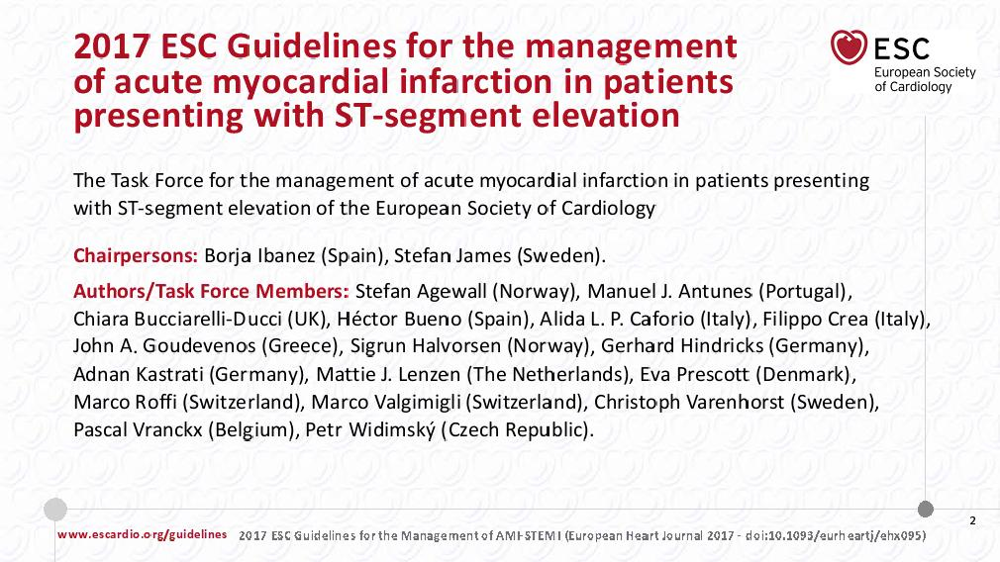 2017 ESC Guidelines for the management
of acute myocardial infarction in patients
presenting with ST-segment elevation
ESC
European Society
of Cardiology
The Task Force for the management of acute myocardial infarction in patients presenting
with ST-segment elevation of the European Society of Cardiology
Chairpersons: Borja Ibanez (Spain), Stefan James (Sweden).
Authors/Task Force Members: Stefan Agewall (Norway), Manuel J. Antunes (Portugal),
Chiara Bucciarelli-Ducci (UK), Héctor Bueno (Spain), Alida L. P. Caforio (Italy), Filippo Crea (Italy),
John A. Goudevenos (Greece), Sigrun Halvorsen (Norway), Gerhard Hindricks (Germany),
Adnan Kastrati (Germany), Mattie J. Lenzen (The Netherlands), Eva Prescott (Denmark),
Marco Roffi (Switzerland), Marco Valgimigli (Switzerland), Christoph Varenhorst (Sweden),
Pascal Vranckx (Belgium), Petr Widimský (Czech Republic).
2
www.escardio.org/guidelines 2017 ESC Guidelines for the Management of AMI-STEMI (European Heart Journal 2017 - doi:10.1093/eurheartj/ehx095)